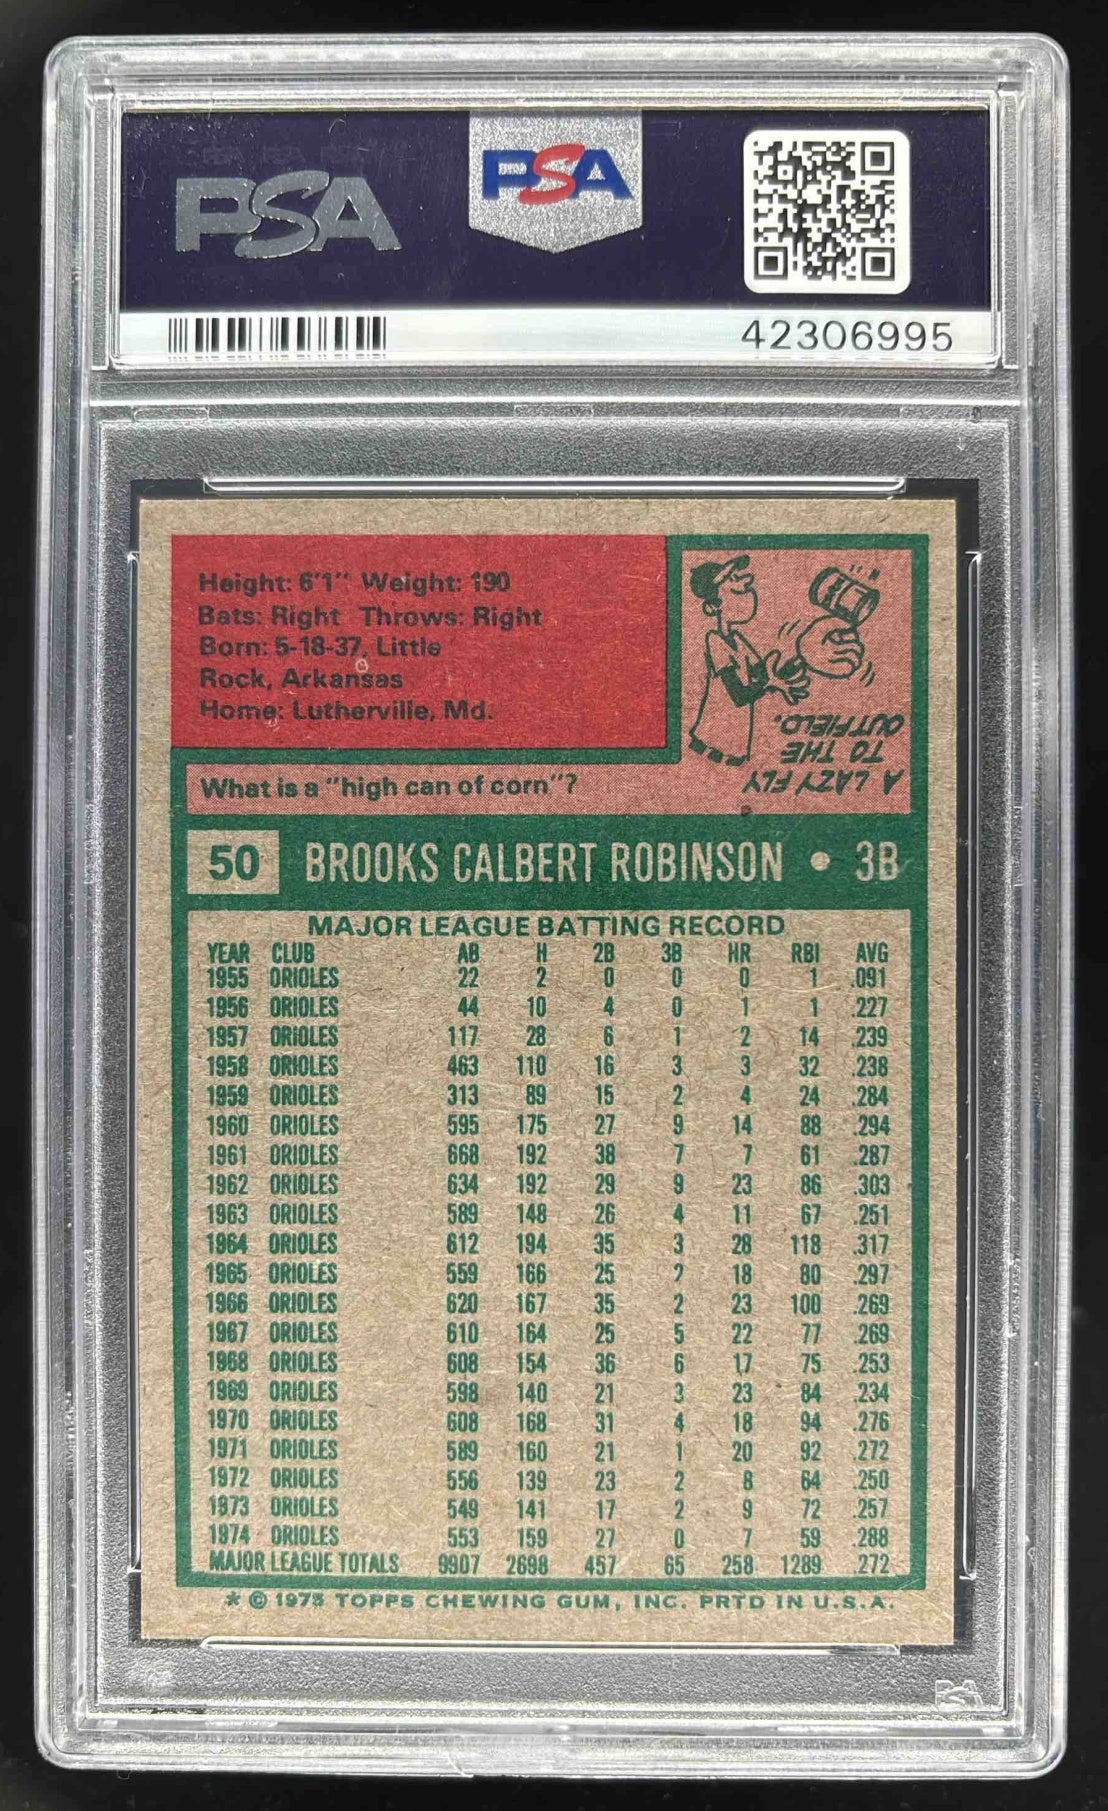 PSA
PSA
42306995
Height: 6'1" Weight: 190
Bats: Right Throws: Right
Born: 5-18-37, Little
Rock, Arkansas
Home: Lutherville, Md.
A LAZY FLY
TO THE
OUTFIELD.
What is a "high can of corn"?
50 BROOKS CALBERT ROBINSON • 3B
MAJOR LEAGUE BATTING RECORD
YEAR CLUB AB H 2B 3B HR RBI AVG
1955 ORIOLES 22 2 0 0 0 1 .091
1956 ORIOLES 44 10 4 0 1 1 .227
1957 ORIOLES 117 28 6 1 2 14 .239
1958 ORIOLES 463 110 16 3 3 32 .238
1959 ORIOLES 313 89 15 2 4 24 .284
1960 ORIOLES 595 175 27 9 14 88 .294
1961 ORIOLES 668 192 38 7 7 61 .287
1962 ORIOLES 634 192 29 9 23 86 .303
1963 ORIOLES 589 148 26 4 11 67 .251
1964 ORIOLES 612 194 35 3 28 118 .317
1965 ORIOLES 559 166 25 2 18 80 .297
1966 ORIOLES 620 167 35 2 23 100 .269
1967 ORIOLES 610 164 25 5 22 77 .269
1968 ORIOLES 608 154 36 6 17 75 .253
1969 ORIOLES 598 140 21 3 23 84 .234
1970 ORIOLES 608 168 31 4 18 94 .276
1971 ORIOLES 589 160 21 1 20 92 .272
1972 ORIOLES 556 139 23 2 8 64 .250
1973 ORIOLES 549 141 17 2 9 72 .257
1974 ORIOLES 553 159 27 0 7 59 .288
MAJOR LEAGUE TOTALS 9907 2698 457 65 258 1289 .272
* © 1975 TOPPS CHEWING GUM, INC. PRTD IN U.S.A.
PSA